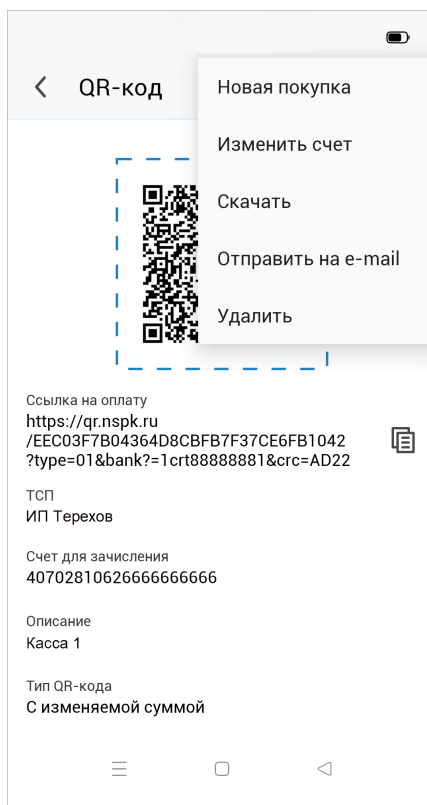 QR-код
Новая покупка
Изменить счет
Скачать
Отправить на e-mail
Удалить
Ссылка на оплату
https://qr.nspk.ru
/EEC03F7B04364D8CBFB7F37CE6FB1042
?type=01&bank?=1crt88888881&crc=AD22
ТСП
ИП Терехов
Счет для зачисления
40702810626666666666
Описание
Касса 1
Тип QR-кода
С изменяемой суммой